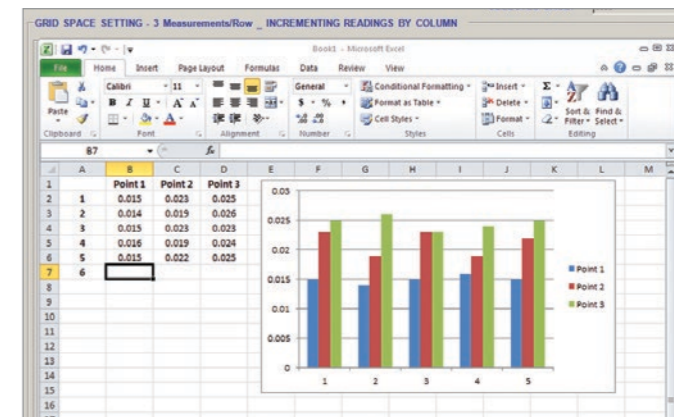 GRID SPACE SETTING - 3 Measurements/Row _ INCREMENTING READINGS BY COLUMN
Book1 - Microsoft Excel
File Home Insert Page Layout Formulas Data Review View
Paste
Calibri 11
B I U
A A
General
$ % ,
Conditional Formatting
Format as Table
Cell Styles
Insert
Delete
Format
Σ
Sort & Filter
Find & Select
Clipboard Font Alignment Number Styles Cells Editing
B7 fx
A B C D E F G H I J K L M
1 Point 1 Point 2 Point 3
2 1 0.015 0.023 0.025
3 2 0.014 0.019 0.026
4 3 0.015 0.023 0.023
5 4 0.016 0.019 0.024
6 5 0.015 0.022 0.025
7 6
8
9
10
11
12
13
14
15
16
0.03
0.025
0.02
0.015
0.01
0.005
0
1 2 3 4 5
Point 1
Point 2
Point 3